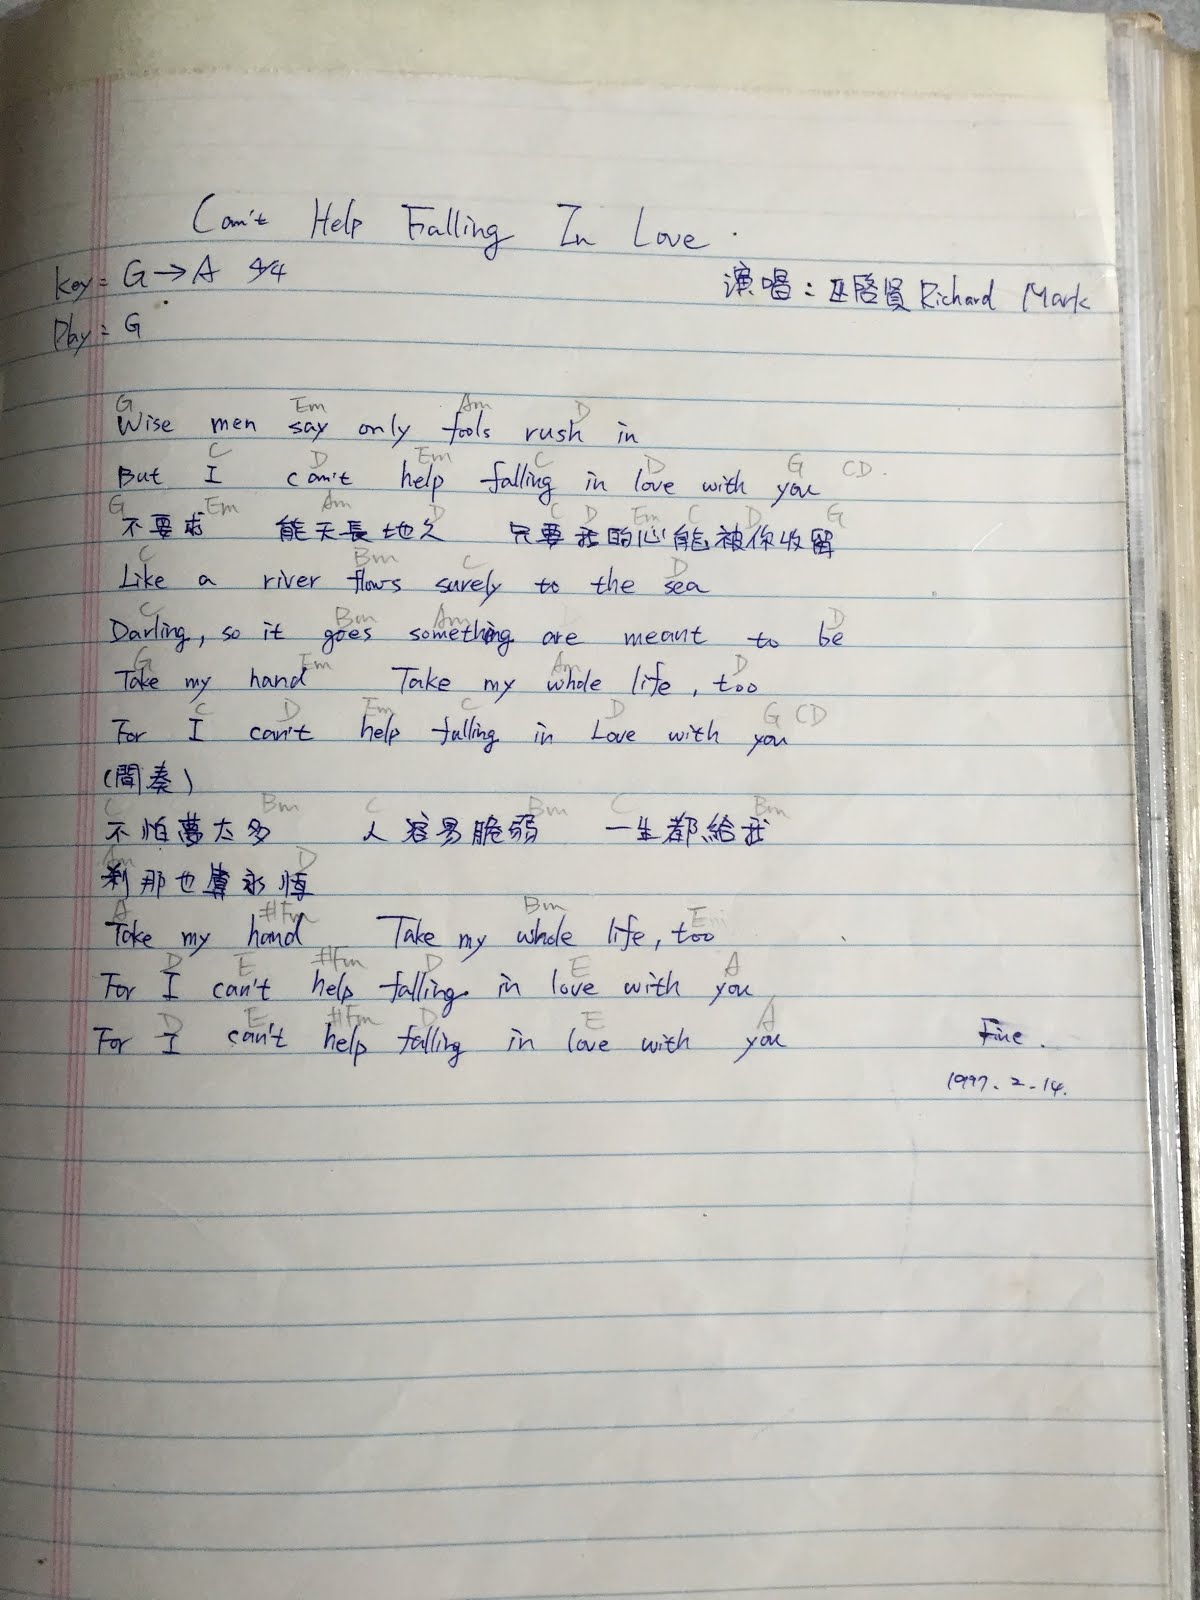 Can't Help Falling In Love.
Key = G → A 4/4
演唱：巫啓賢 Richard Mark
Play = G
G Em Am D
Wise men say only fools rush in
C D Em C D G CD
But I can't help falling in love with you
G Em Am D C D Em C D G
不要求 能天長地久 只要我的心能被你收留
C Bm C D
Like a river flows surely to the sea
C Bm Am D
Darling, so it goes something are meant to be
G Em Am D
Take my hand Take my whole life, too
C D Em C D G CD
For I can't help falling in Love with you
(間奏)
C Bm C Bm C Bm
不怕夢太多 人容易脆弱 一生都給我
Am D
剎那也算永恆
A #Fm Bm E
Take my hand Take my whole life, too
D E #Fm D E A
For I can't help falling in love with you
D E #Fm D E A
For I can't help falling in love with you
Fine.
1997.2.14.